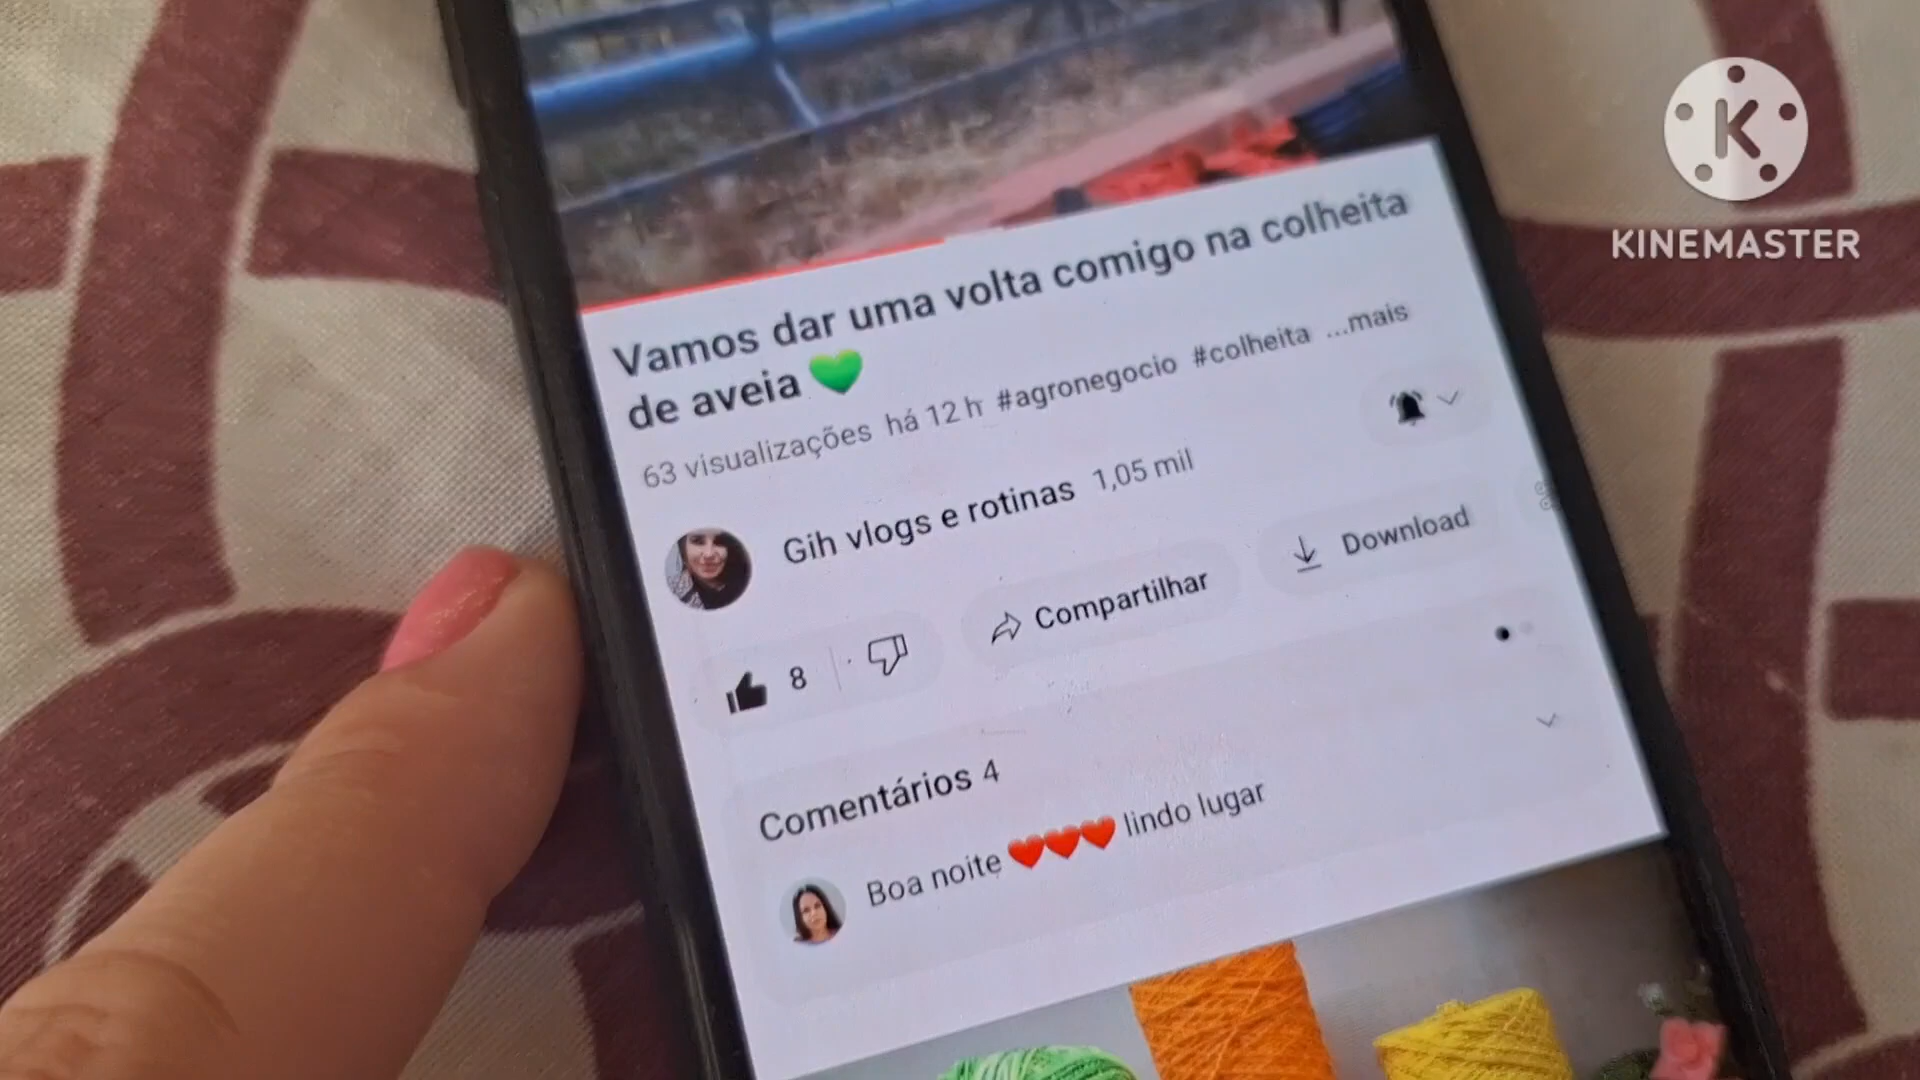 K
KINEMASTER
Vamos dar uma volta comigo na colheita
de aveia 💚
63 visualizações há 12 h #agronegocio #colheita ...mais
Gih vlogs e rotinas 1,05 mil
8
Compartilhar
Download
Comentários 4
Boa noite ❤️❤️❤️ lindo lugar